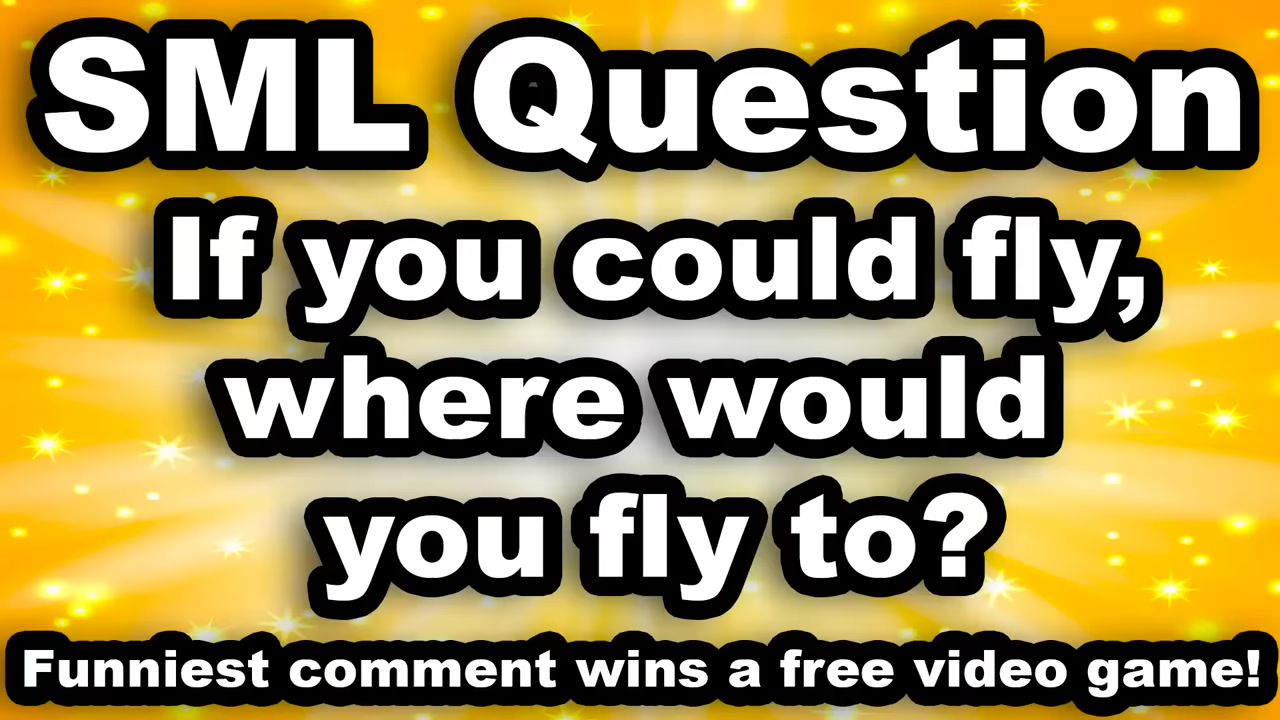 SML Question
If you could fly,
where would
you fly to?
Funniest comment wins a free video game!